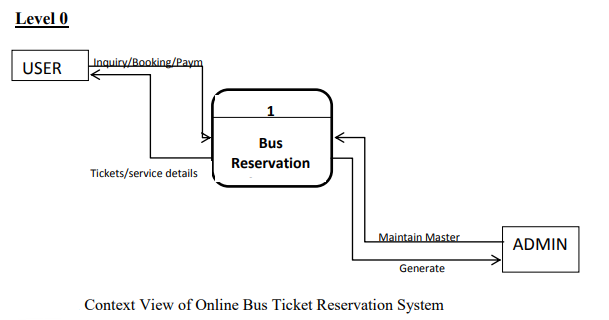 Level 0
USER
Inquiry/Booking/Paym
1
Bus
Reservation
Tickets/service details
Maintain Master
ADMIN
Generate
Context View of Online Bus Ticket Reservation System